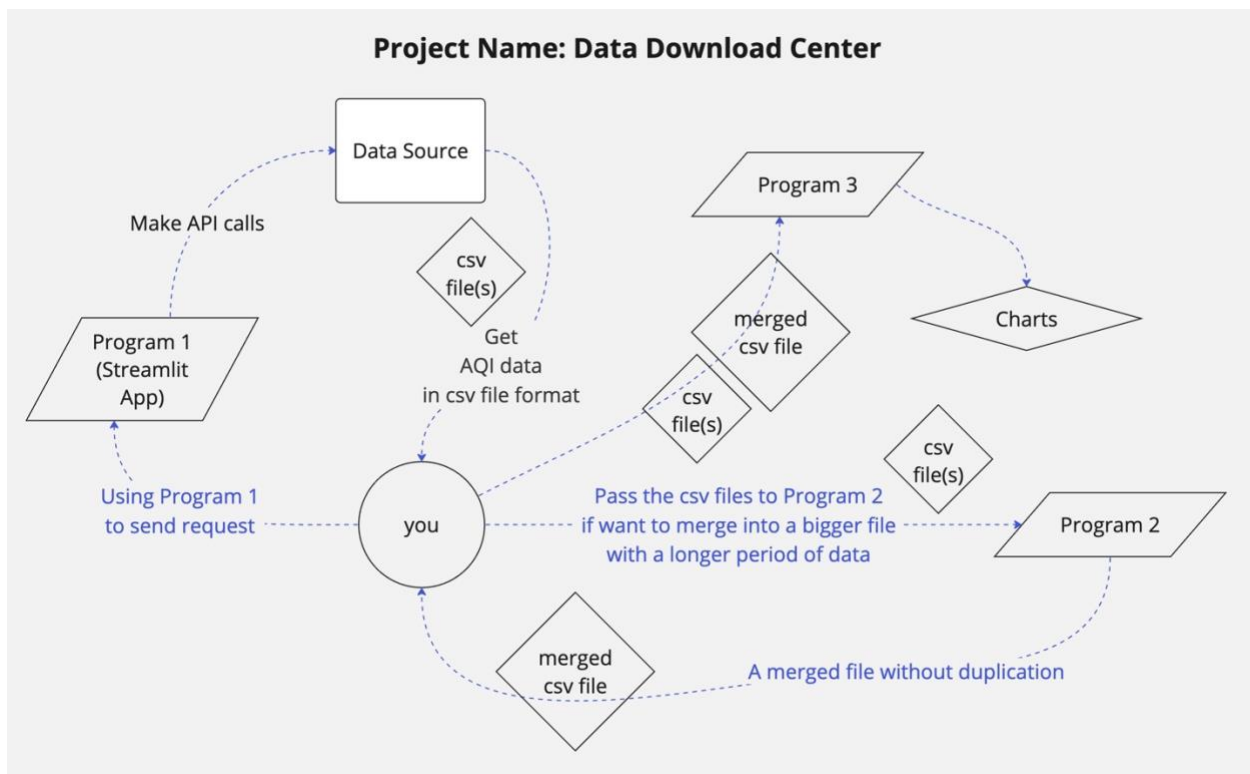 Project Name: Data Download Center
Data Source
Program 3
Make API calls
csv
file(s)
Charts
merged
csv file
Program 1
(Streamlit
App)
Get
AQI data
in csv file format
csv
file(s)
csv
file(s)
Using Program 1
to send request
you
Pass the csv files to Program 2
if want to merge into a bigger file
with a longer period of data
Program 2
merged
csv file
A merged file without duplication